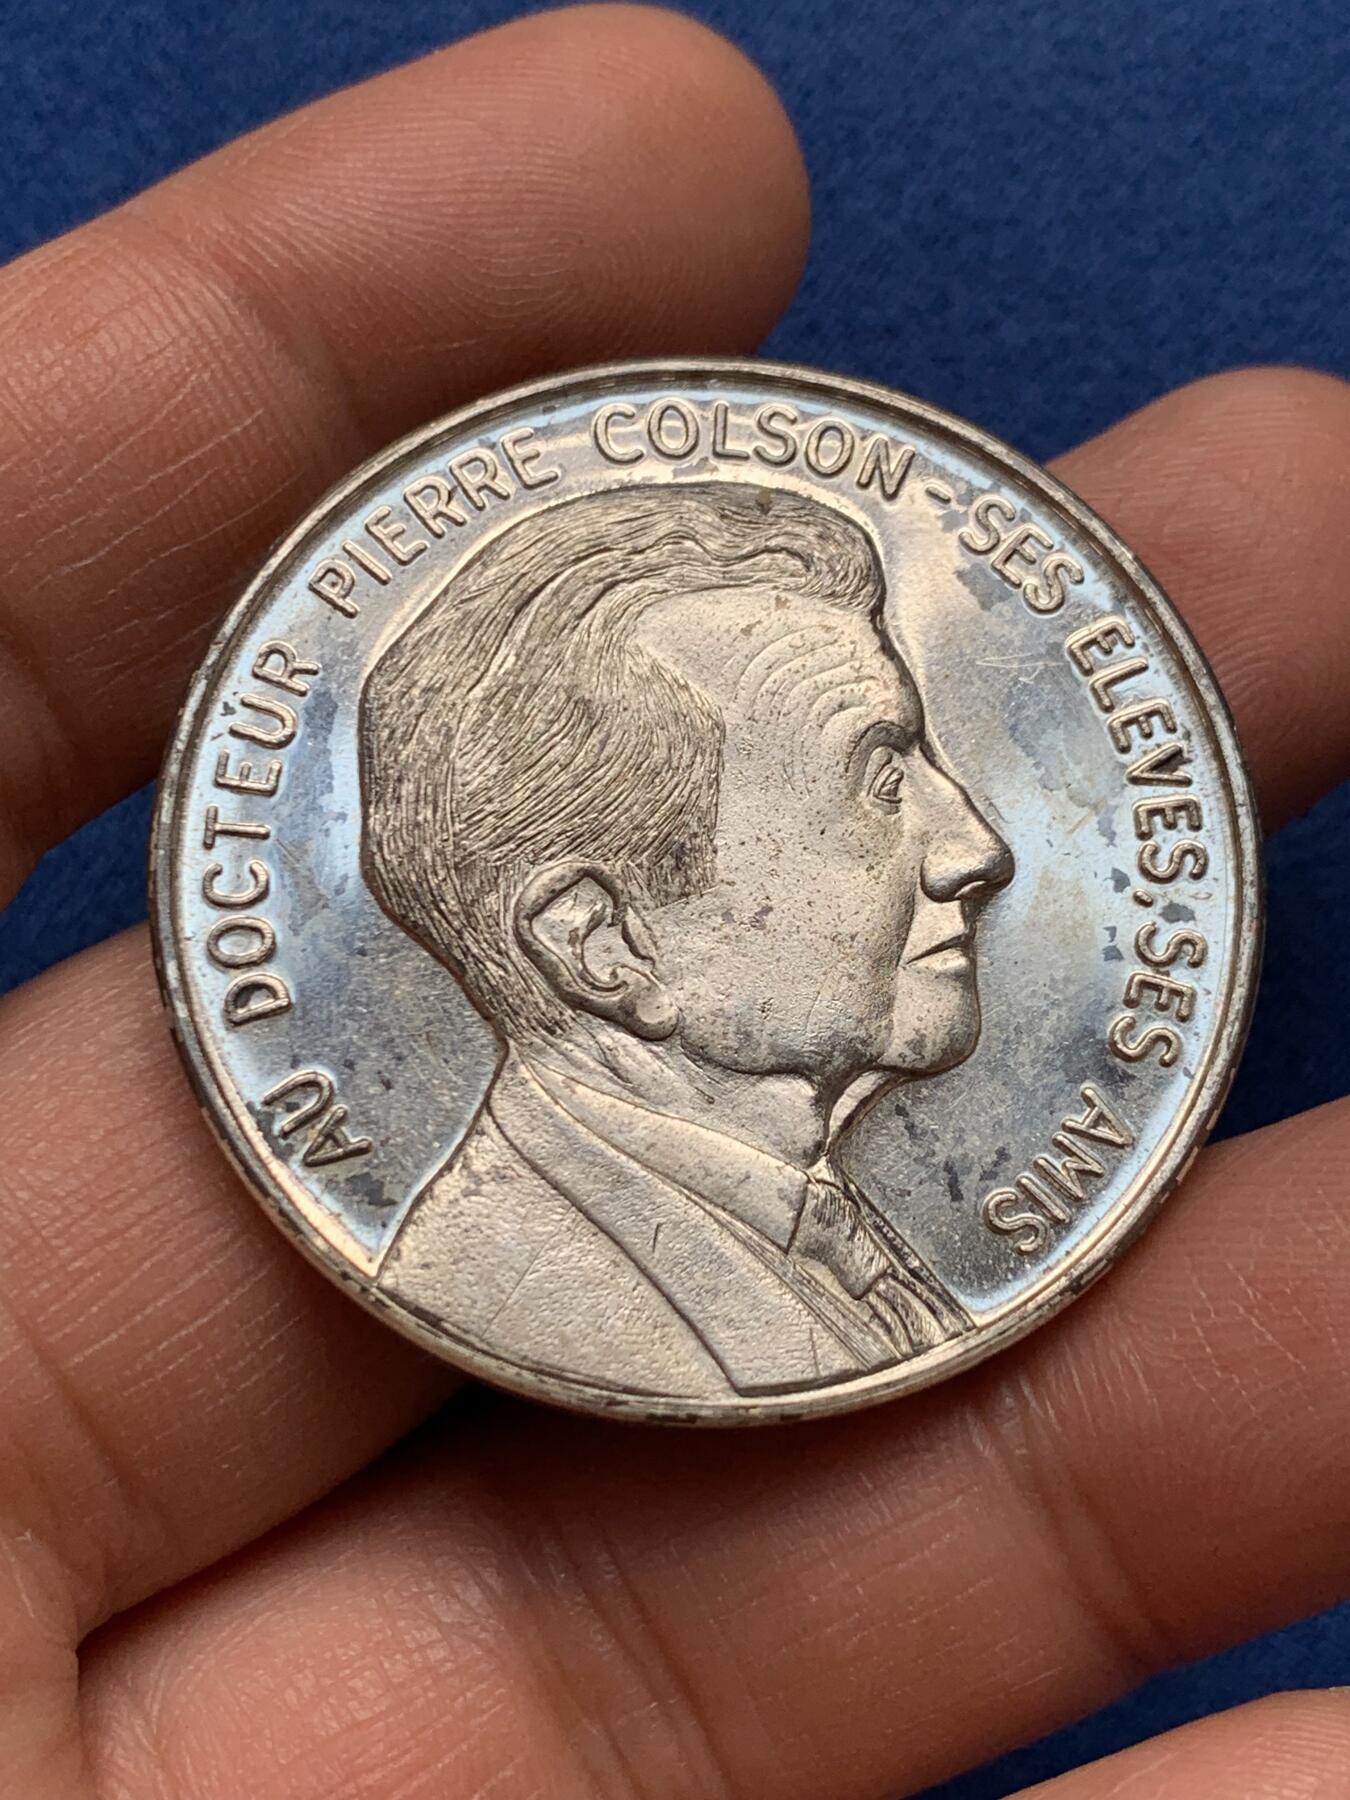 AU DOCTEUR PIERRE COLSON - SES ELEVES, SES AMIS